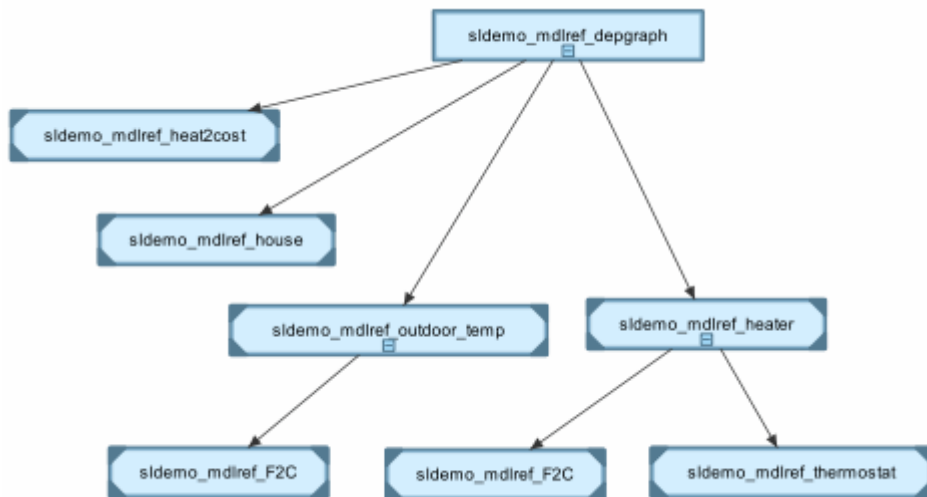 sldemo_mdlref_depgraph
sldemo_mdlref_heat2cost
sldemo_mdlref_house
sldemo_mdlref_outdoor_temp
sldemo_mdlref_heater
sldemo_mdlref_F2C
sldemo_mdlref_F2C
sldemo_mdlref_thermostat